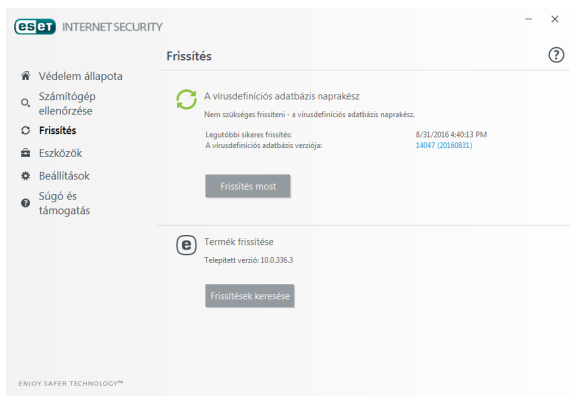 eset INTERNET SECURITY
Frissítés
Védelem állapota
Számítógép
ellenőrzése
Frissítés
Eszközök
Beállítások
Súgó és
támogatás
A vírusdefiníciós adatbázis naprakész
Nem szükséges frissíteni - a vírusdefiníciós adatbázis naprakész.
Legutóbbi sikeres frissítés: 8/31/2016 4:40:13 PM
A vírusdefiníciós adatbázis verziója: 14047 (20160831)
Frissítés most
Termék frissítése
Telepített verzió: 10.0.336.3
Frissítések keresése
ENJOY SAFER TECHNOLOGY™